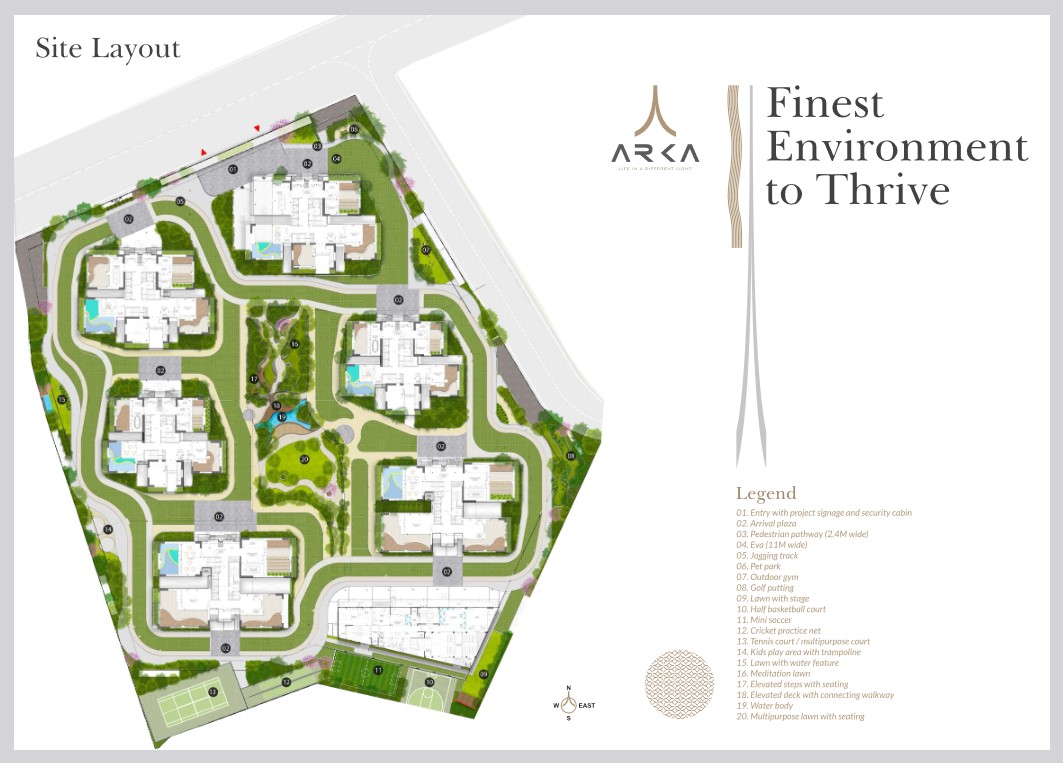 Site Layout
ARKA
LIFE IN A DIFFERENT LIGHT
Finest
Environment
to Thrive
06
03
02
04
01
05
02
07
02
16
02
17
18
19
15
02
08
20
02
14
02
02
11
09
10
12
13
N
W
EAST
S
Legend
01. Entry with project signage and security cabin
02. Arrival plaza
03. Pedestrian pathway (2.4M wide)
04. Eva (11M wide)
05. Jogging track
06. Pet park
07. Outdoor gym
08. Golf putting
09. Lawn with stage
10. Half basketball court
11. Mini soccer
12. Cricket practice net
13. Tennis court / multipurpose court
14. Kids play area with trampoline
15. Lawn with water feature
16. Meditation lawn
17. Elevated steps with seating
18. Elevated deck with connecting walkway
19. Water body
20. Multipurpose lawn with seating